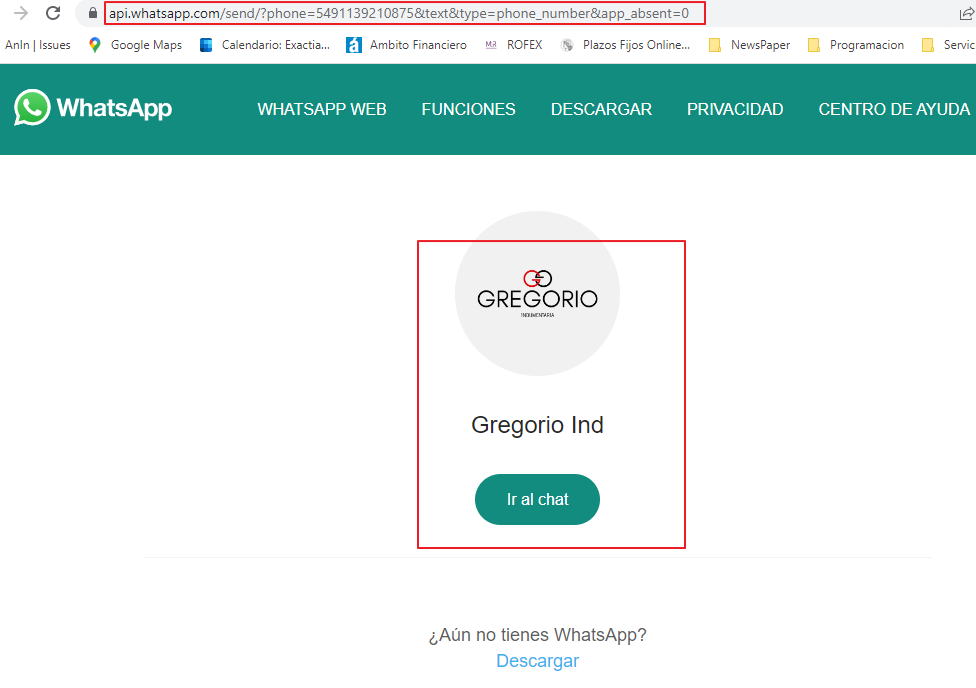 api.whatsapp.com/send/?phone=5491139210875&text&type=phone_number&app_absent=0
AnIn | Issues Google Maps Calendario: Exactia... Ambito Financiero ROFEX Plazos Fijos Online... NewsPaper Programacion Servic
WhatsApp WHATSAPP WEB FUNCIONES DESCARGAR PRIVACIDAD CENTRO DE AYUDA
GREGORIO
INDUMENTARIA
Gregorio Ind
Ir al chat
¿Aún no tienes WhatsApp?
Descargar